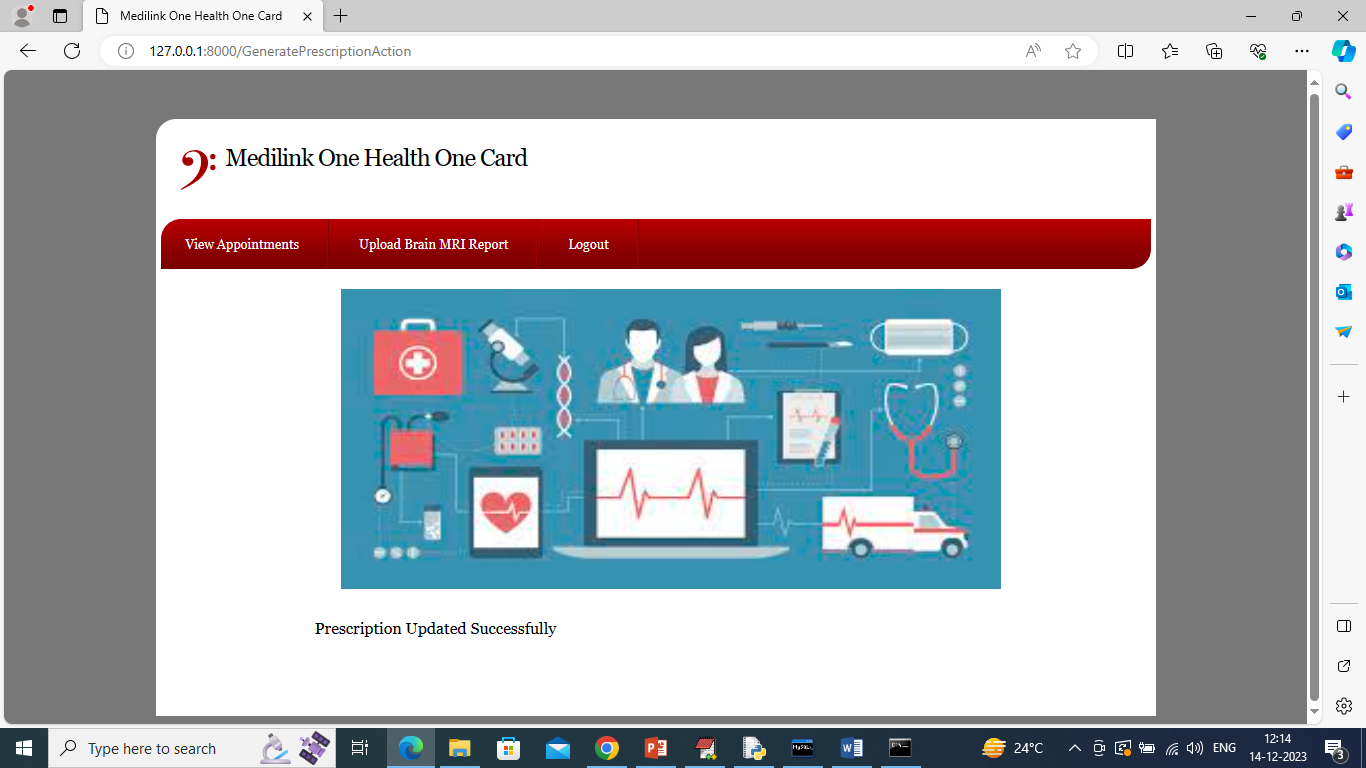 Medilink One Health One Card
127.0.0.1:8000/GeneratePrescriptionAction
Medilink One Health One Card
View Appointments
Upload Brain MRI Report
Logout
Prescription Updated Successfully
Type here to search
24°C
ENG
12:14
14-12-2023
3